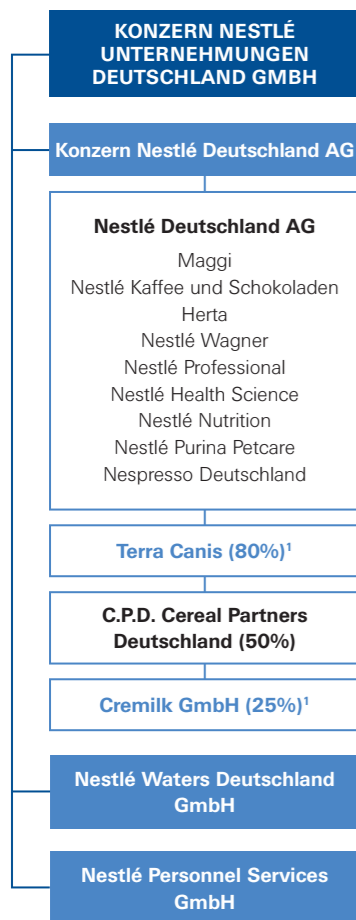 KONZERN NESTLÉ
UNTERNEHMUNGEN
DEUTSCHLAND GMBH
Konzern Nestlé Deutschland AG
Nestlé Deutschland AG
Maggi
Nestlé Kaffee und Schokoladen
Herta
Nestlé Wagner
Nestlé Professional
Nestlé Health Science
Nestlé Nutrition
Nestlé Purina Petcare
Nespresso Deutschland
Terra Canis (80%)¹
C.P.D. Cereal Partners
Deutschland (50%)
Cremilk GmbH (25%)¹
Nestlé Waters Deutschland
GmbH
Nestlé Personnel Services
GmbH